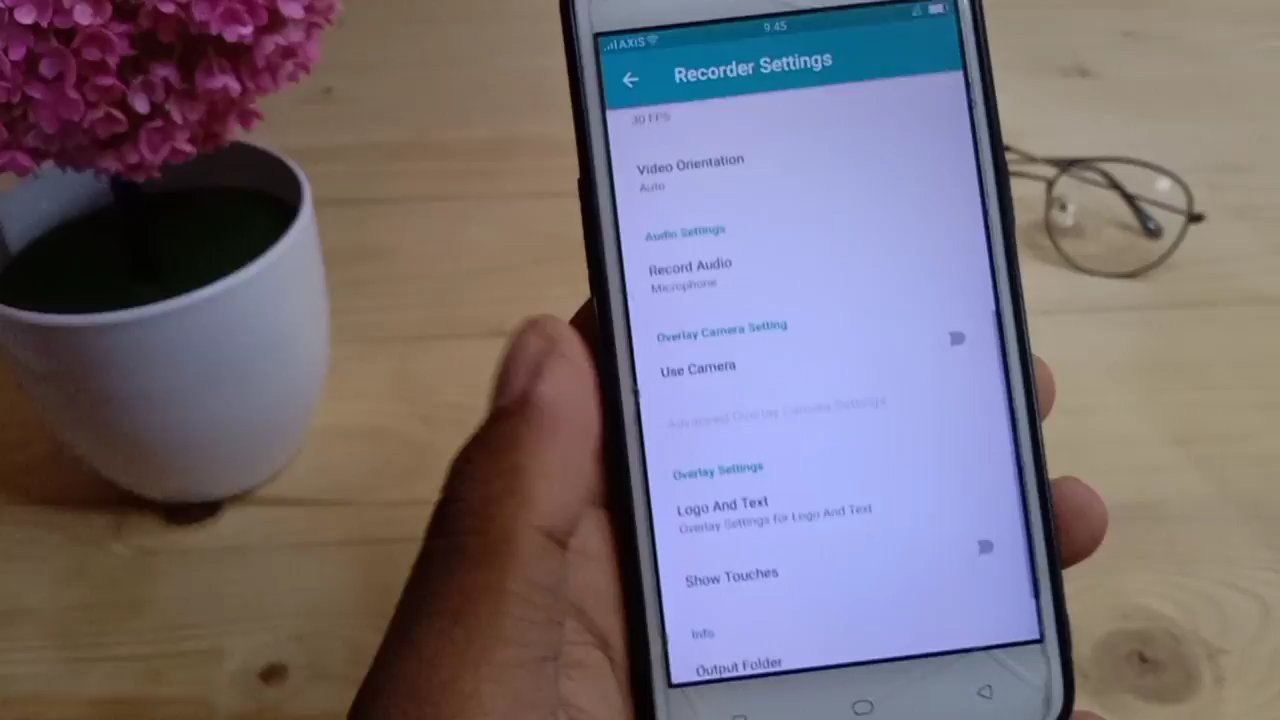 AXIS
9.45
Recorder Settings
30 FPS
Video Orientation
Auto
Audio Settings
Record Audio
Microphone
Overlay Camera Setting
Use Camera
Advanced Overlay Camera Settings
Overlay Settings
Logo And Text
Overlay Settings for Logo And Text
Show Touches
Info
Output Folder